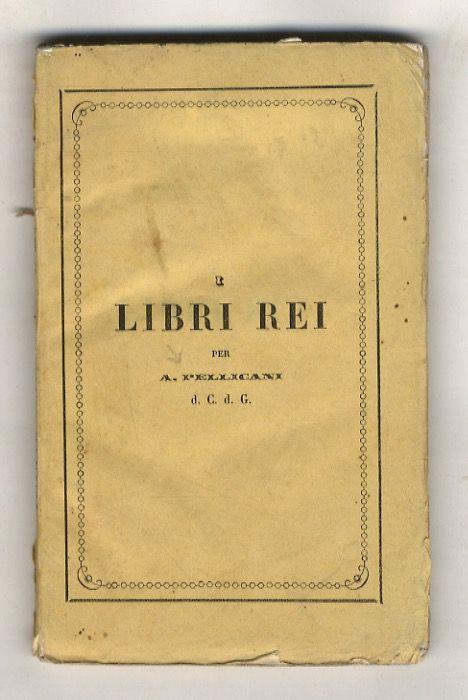 I
LIBRI REI
PER
A. PELLICANI
d. C. d. G.